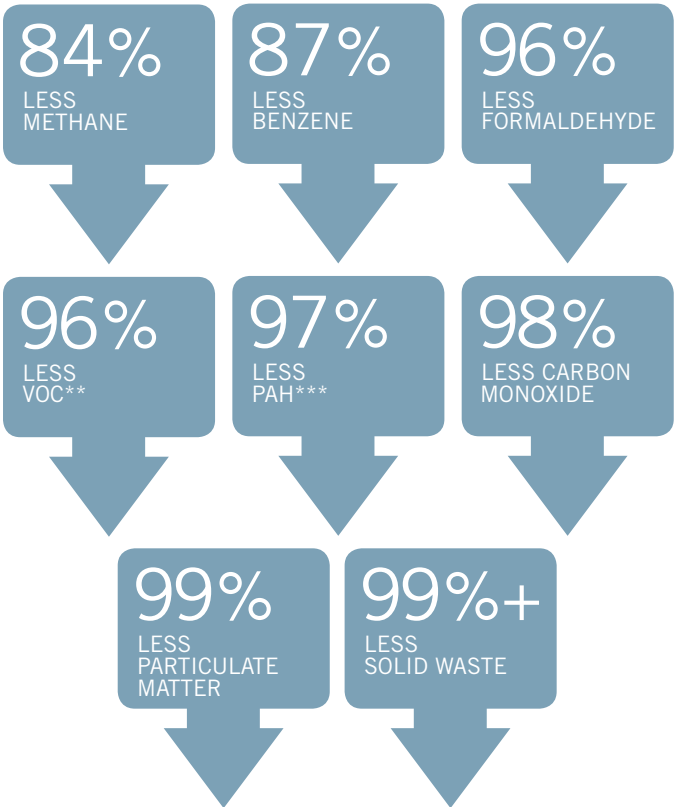 84%
LESS
METHANE
87%
LESS
BENZENE
96%
LESS
FORMALDEHYDE
96%
LESS
VOC**
97%
LESS
PAH***
98%
LESS CARBON
MONOXIDE
99%
LESS
PARTICULATE
MATTER
99%+
LESS
SOLID WASTE